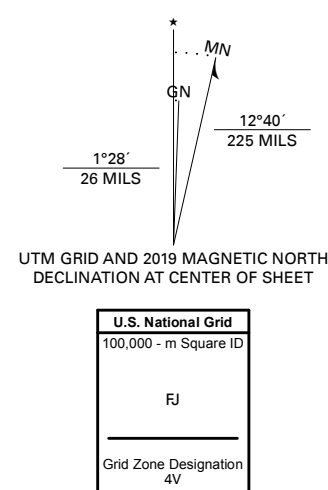 ★
MN
GN
12°40´
225 MILS
1°28´
26 MILS
UTM GRID AND 2019 MAGNETIC NORTH
DECLINATION AT CENTER OF SHEET
U.S. National Grid
100,000 - m Square ID
FJ
Grid Zone Designation
4V